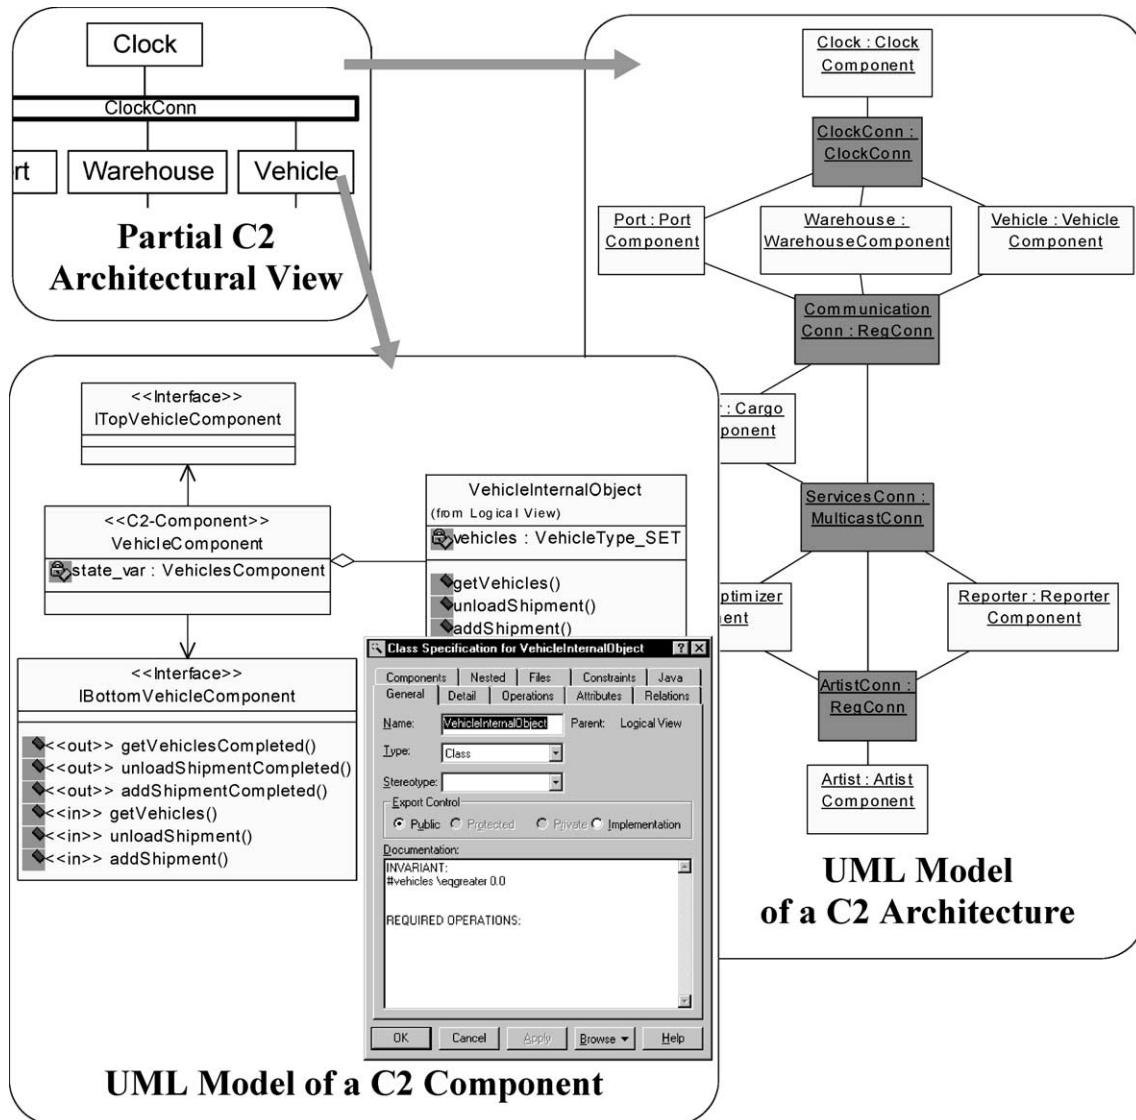 Clock
ClockConn
rt
Warehouse
Vehicle
Partial C2
Architectural View
Clock : Clock
Component
ClockConn :
ClockConn
Port : Port
Component
Warehouse :
WarehouseComponent
Vehicle : Vehicle
Component
Communication
Conn : RegConn
r : Cargo
ponent
ServicesConn :
MulticastConn
ptimizer
nent
Reporter : Reporter
Component
ArtistConn :
RegConn
Artist : Artist
Component
UML Model
of a C2 Architecture
<<Interface>>
ITopVehicleComponent
<<C2-Component>>
VehicleComponent
state_var : VehiclesComponent
VehicleInternalObject
(from Logical View)
vehicles : VehicleType_SET
getVehicles()
unloadShipment()
addShipment()
<<Interface>>
IBottomVehicleComponent
<<out>> getVehiclesCompleted()
<<out>> unloadShipmentCompleted()
<<out>> addShipmentCompleted()
<<in>> getVehicles()
<<in>> unloadShipment()
<<in>> addShipment()
Class Specification for VehicleInternalObject
Components Nested Files Constraints Java
General Detail Operations Attributes Relations
Name: VehicleInternalObject Parent: Logical View
Type: Class
Stereotype:
Export Control
Public Protected Private Implementation
Documentation:
INVARIANT:
#vehicles \eqgreater 0.0
REQUIRED OPERATIONS:
OK Cancel Apply Browse Help
UML Model of a C2 Component